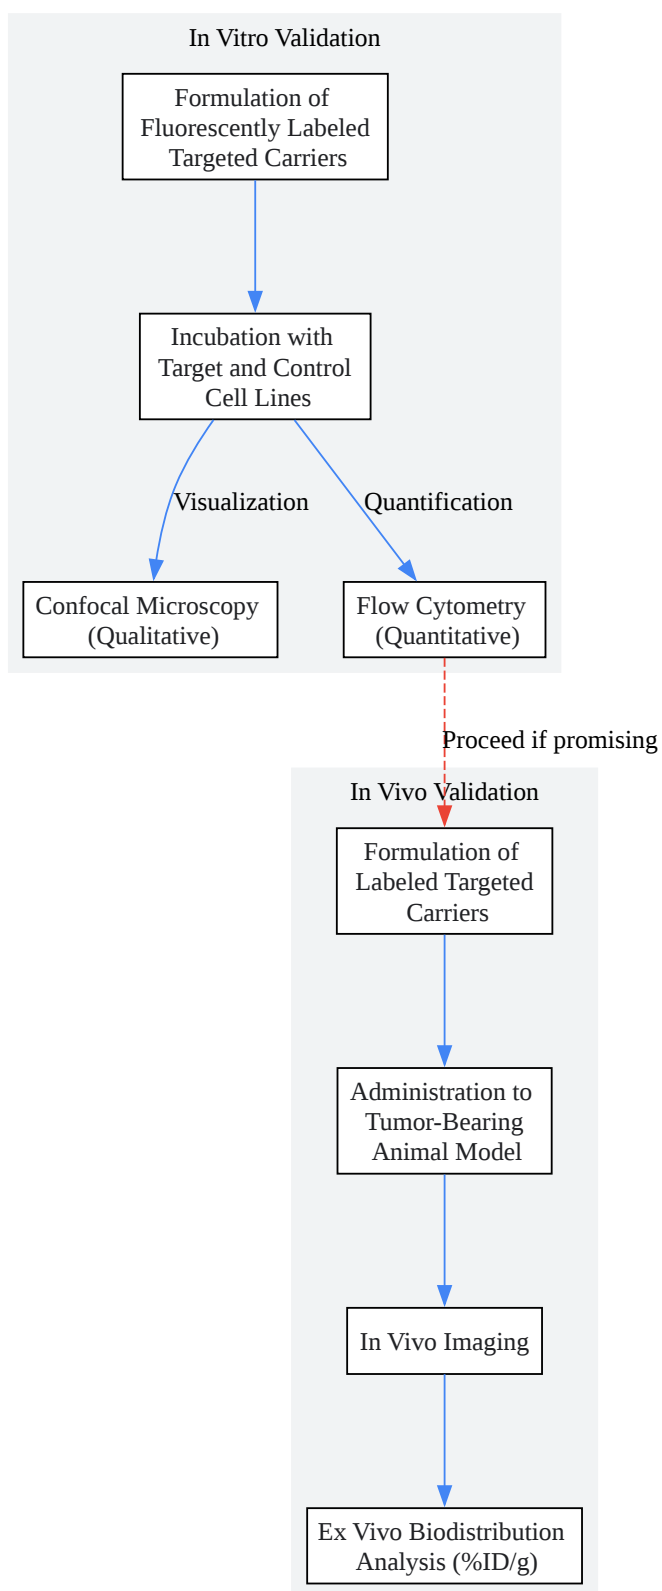 In Vitro Validation
Formulation of
Fluorescently Labeled
Targeted Carriers
Incubation with
Target and Control
Cell Lines
Visualization
Quantification
Confocal Microscopy
(Qualitative)
Flow Cytometry
(Quantitative)
Proceed if promising
In Vivo Validation
Formulation of
Labeled Targeted
Carriers
Administration to
Tumor-Bearing
Animal Model
In Vivo Imaging
Ex Vivo Biodistribution
Analysis (%ID/g)